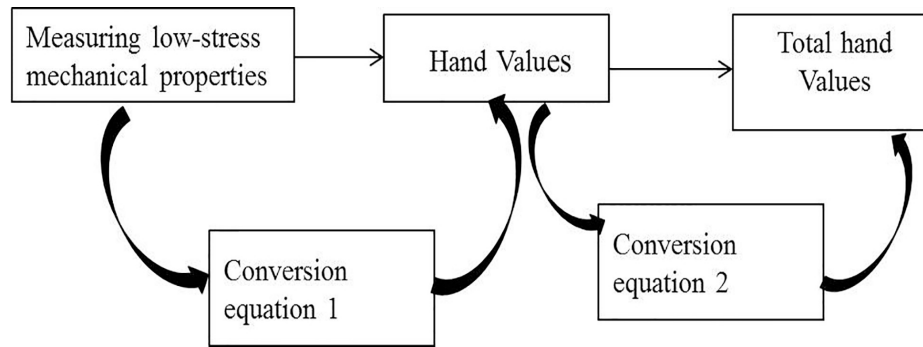 Measuring low-stress
mechanical properties
Hand Values
Total hand
Values
Conversion
equation 1
Conversion
equation 2